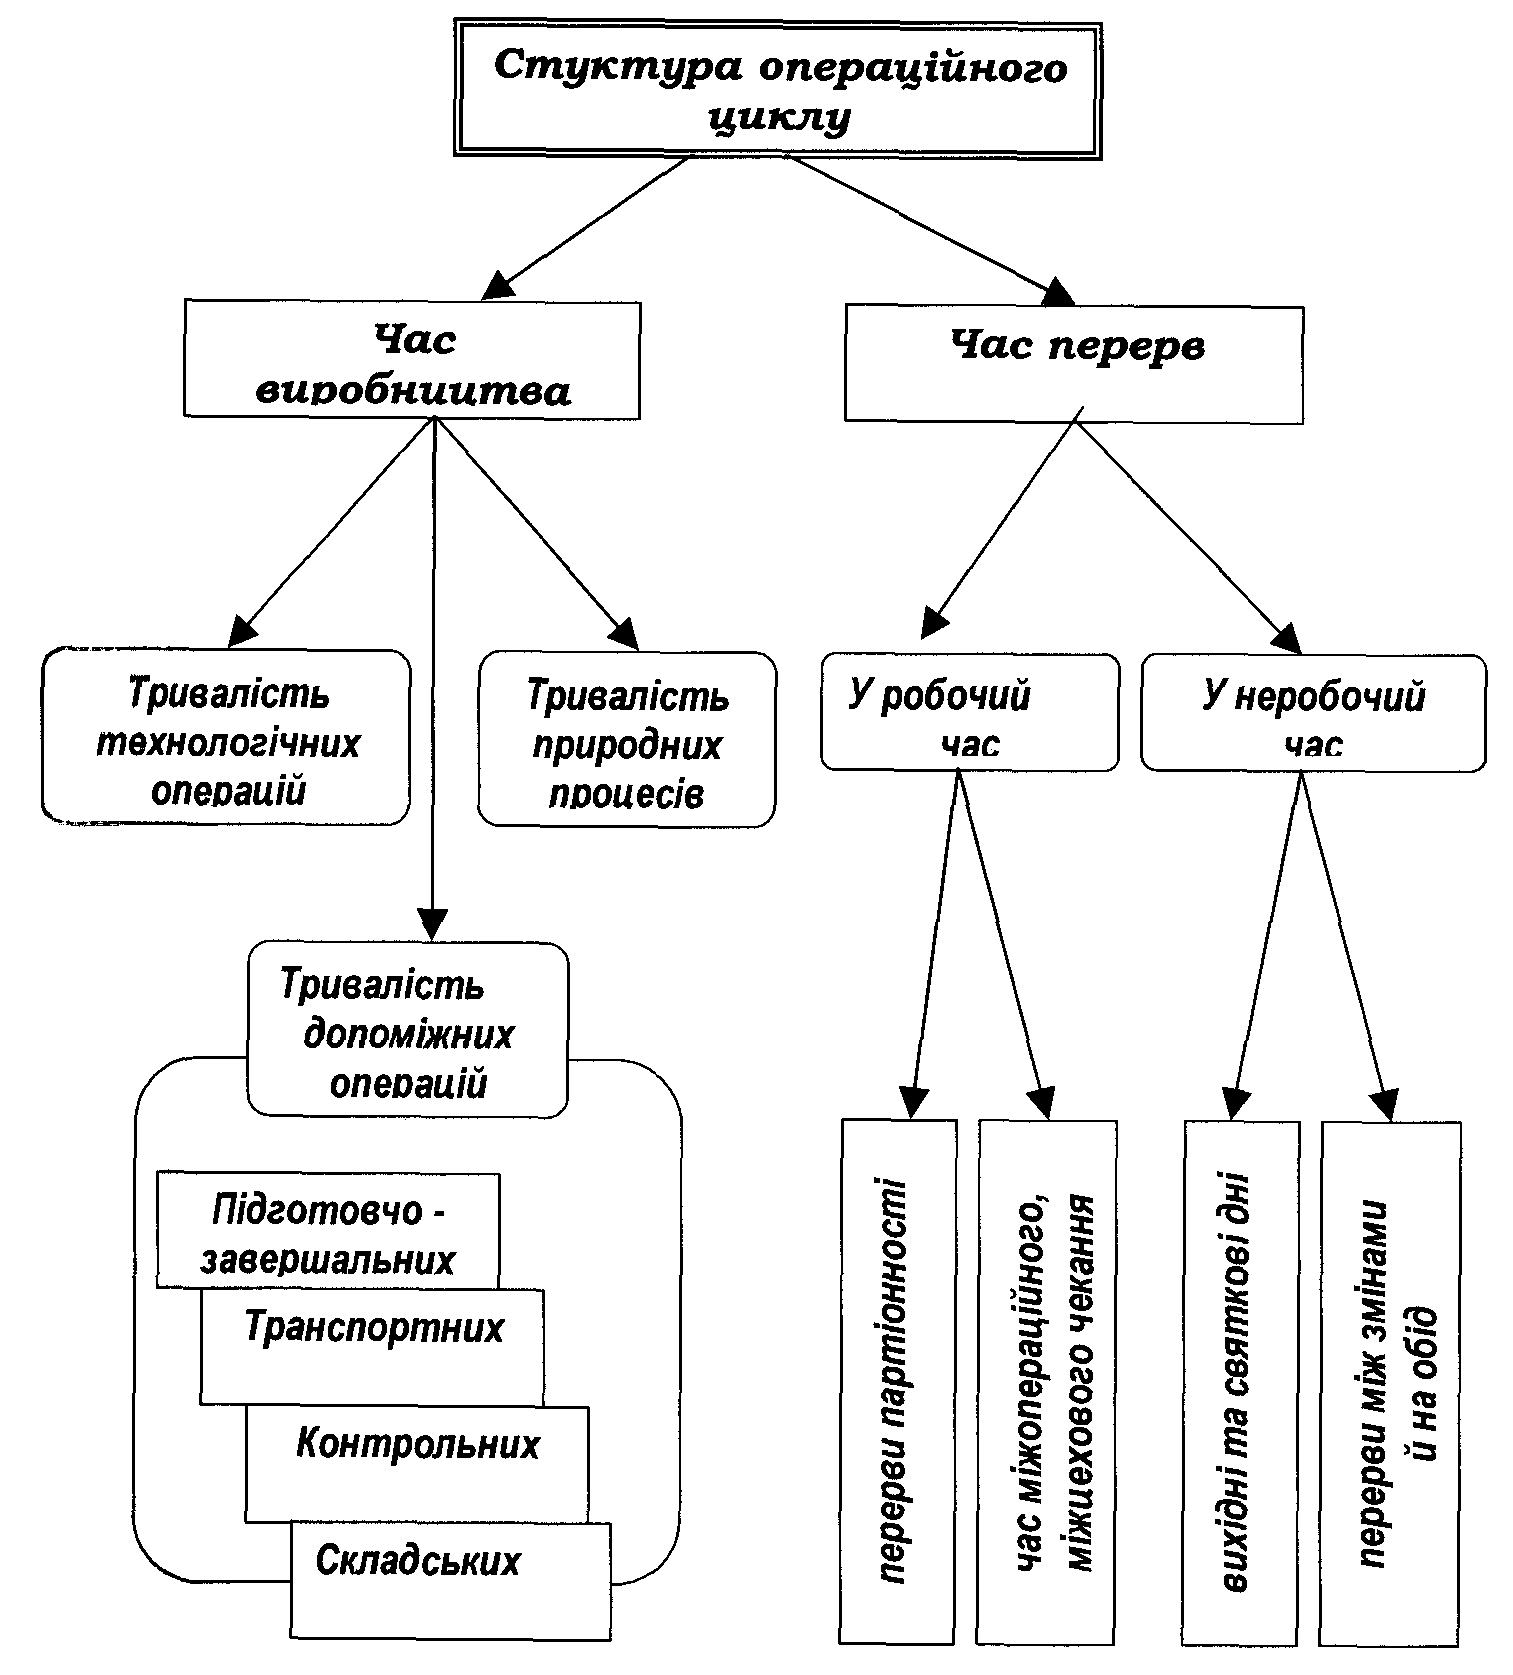 Стуктура операційного
циклу
Час
виробництва
Час перерв
Тривалість
технологічних
операцій
Тривалість
природних
процесів
У робочий
час
У неробочий
час
Тривалість
допоміжних
операцій
Підготовчо -
завершальних
Транспортних
Контрольних
Складських
перерви партіонності
час міжопераційного,
міжцехового чекання
вихідні та святкові дні
перерви між змінами
й на обід